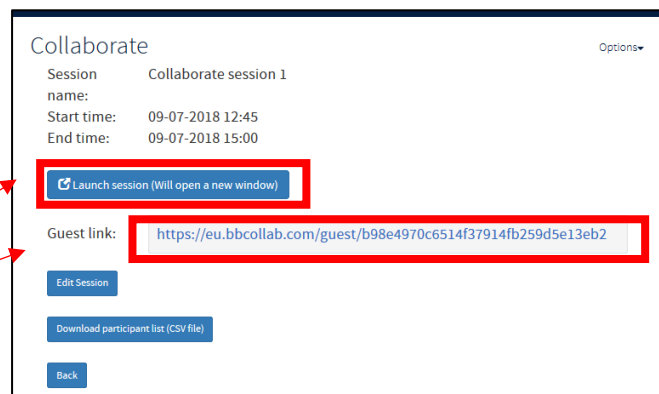 Collaborate
Options
Session name: Collaborate session 1
Start time: 09-07-2018 12:45
End time: 09-07-2018 15:00
Launch session (Will open a new window)
Guest link: https://eu.bbcollab.com/guest/b98e4970c6514f37914fb259d5e13eb2
Edit Session
Download participant list (CSV file)
Back